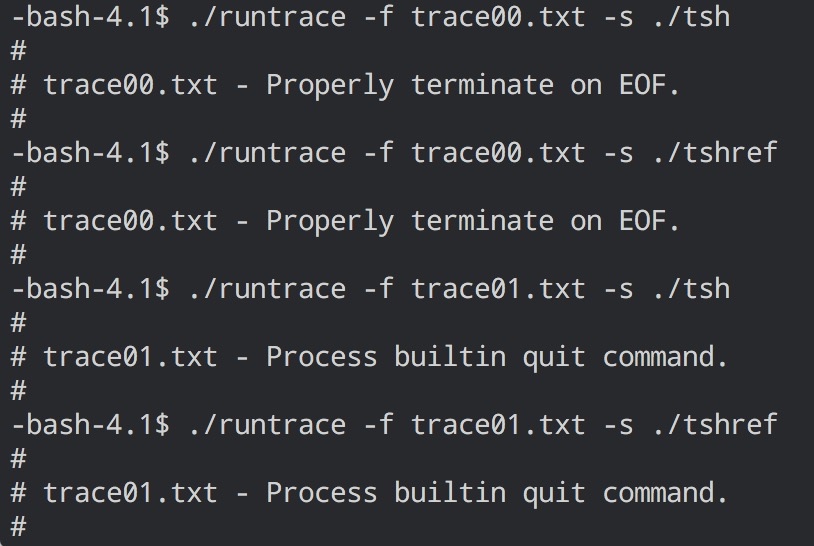 -bash-4.1$ ./runtrace -f trace00.txt -s ./tsh
#
# trace00.txt - Properly terminate on EOF.
#
-bash-4.1$ ./runtrace -f trace00.txt -s ./tshref
#
# trace00.txt - Properly terminate on EOF.
#
-bash-4.1$ ./runtrace -f trace01.txt -s ./tsh
#
# trace01.txt - Process builtin quit command.
#
-bash-4.1$ ./runtrace -f trace01.txt -s ./tshref
#
# trace01.txt - Process builtin quit command.
#